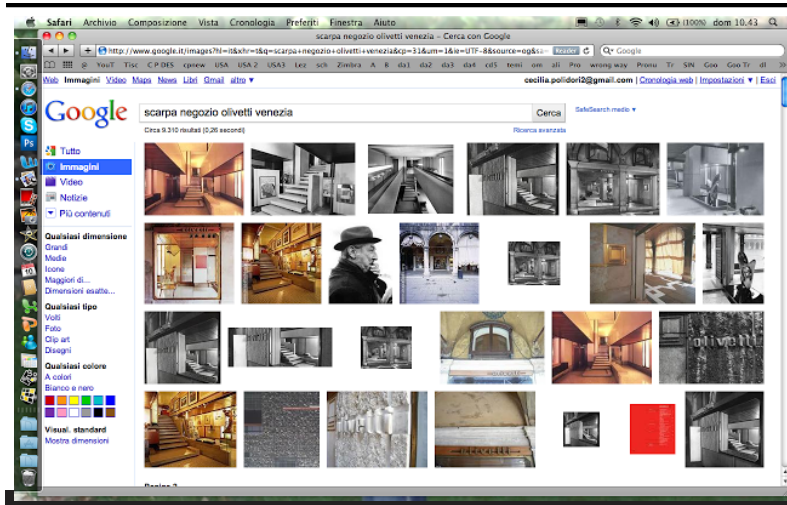 Safari Archivio Composizione Vista Cronologia Preferiti Finestra Aiuto (100%) dom 10.43
scarpa negozio olivetti venezia – Cerca con Google
http://www.google.it/images?hl=it&xhr=t&q=scarpa+negozio+olivetti+venezia&cp=31&um=1&ie=UTF-8&source=og&sa= Reader Google
YouT Tisc C P DES cpnew USA USA 2 USA3 Lez sch Zimbra A B da1 da2 da3 da4 cd5 temi om ali Pro wrong way Pronu Tr SIN Goo Goo Tr dl
Web Immagini Video Maps News Libri Gmail altro ▼ cecilia.polidori2@gmail.com | Cronologia web | Impostazioni ▼ | Esci
Google scarpa negozio olivetti venezia Cerca SafeSearch medio ▼
Circa 9.310 risultati (0,26 secondi) Ricerca avanzata
Tutto
Immagini
Video
Notizie
Più contenuti
Qualsiasi dimensione
Grandi
Medie
Icone
Maggiori di...
Dimensioni esatte...
Qualsiasi tipo
Volti
Foto
Clip art
Disegni
Qualsiasi colore
A colori
Bianco e nero
Visual. standard
Mostra dimensioni
olivetti
Pagina 2